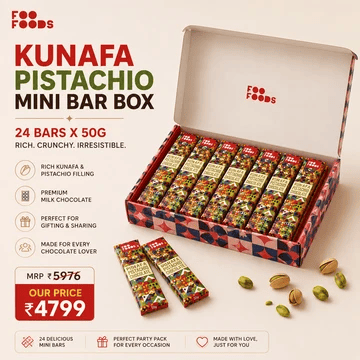 FOO
FOODS
KUNAFA
PISTACHIO
MINI BAR BOX
24 BARS X 50G
RICH. CRUNCHY. IRRESISTIBLE.
RICH KUNAFA &
PISTACHIO FILLING
PREMIUM
MILK CHOCOLATE
PERFECT FOR
GIFTING & SHARING
MADE FOR EVERY
CHOCOLATE LOVER
MRP ₹5976
OUR PRICE
₹4799
24 DELICIOUS
MINI BARS
PERFECT PARTY PACK
FOR EVERY OCCASION
MADE WITH LOVE,
JUST FOR YOU
FOO
FOODS